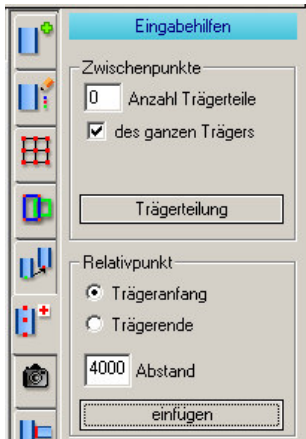 Eingabehilfen
Zwischenpunkte
0 Anzahl Trägerteile
des ganzen Trägers
Trägerteilung
Relativpunkt
Trägeranfang
Trägerende
4000 Abstand
einfügen